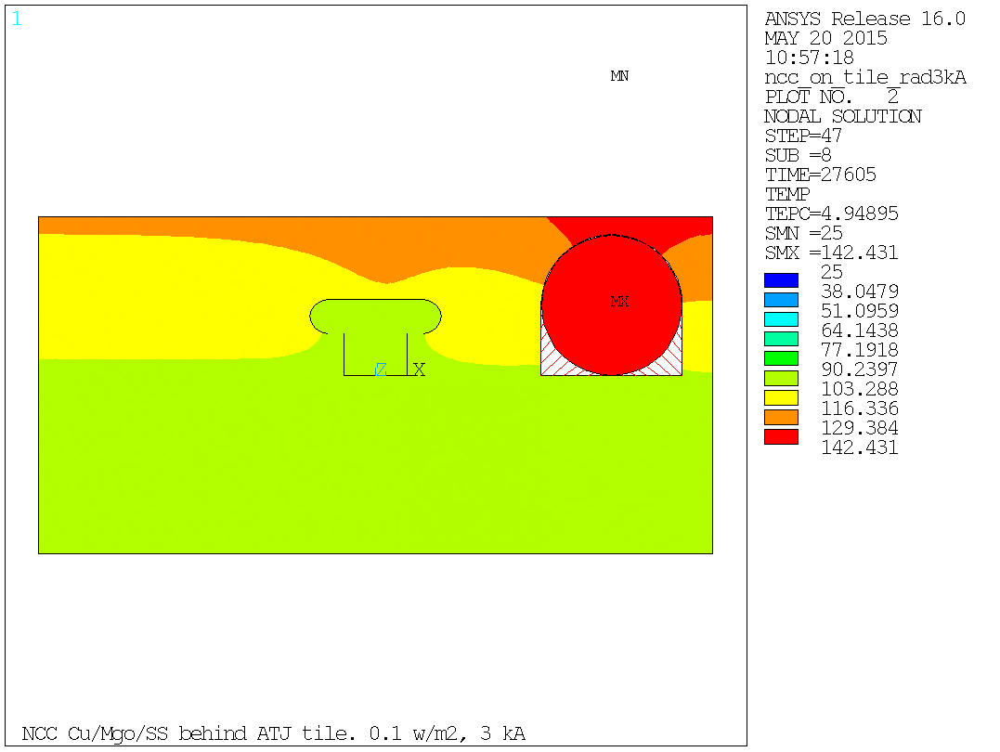 1
ANSYS Release 16.0
MAY 20 2015
10:57:18
ncc_on_tile_rad3kA
PLOT NO. 2
NODAL SOLUTION
STEP=47
SUB =8
TIME=27605
TEMP
TEPC=4.94895
SMN =25
SMX =142.431
25
38.0479
51.0959
64.1438
77.1918
90.2397
103.288
116.336
129.384
142.431
MN
MX
Z X
NCC Cu/Mgo/SS behind ATJ tile. 0.1 w/m2, 3 kA